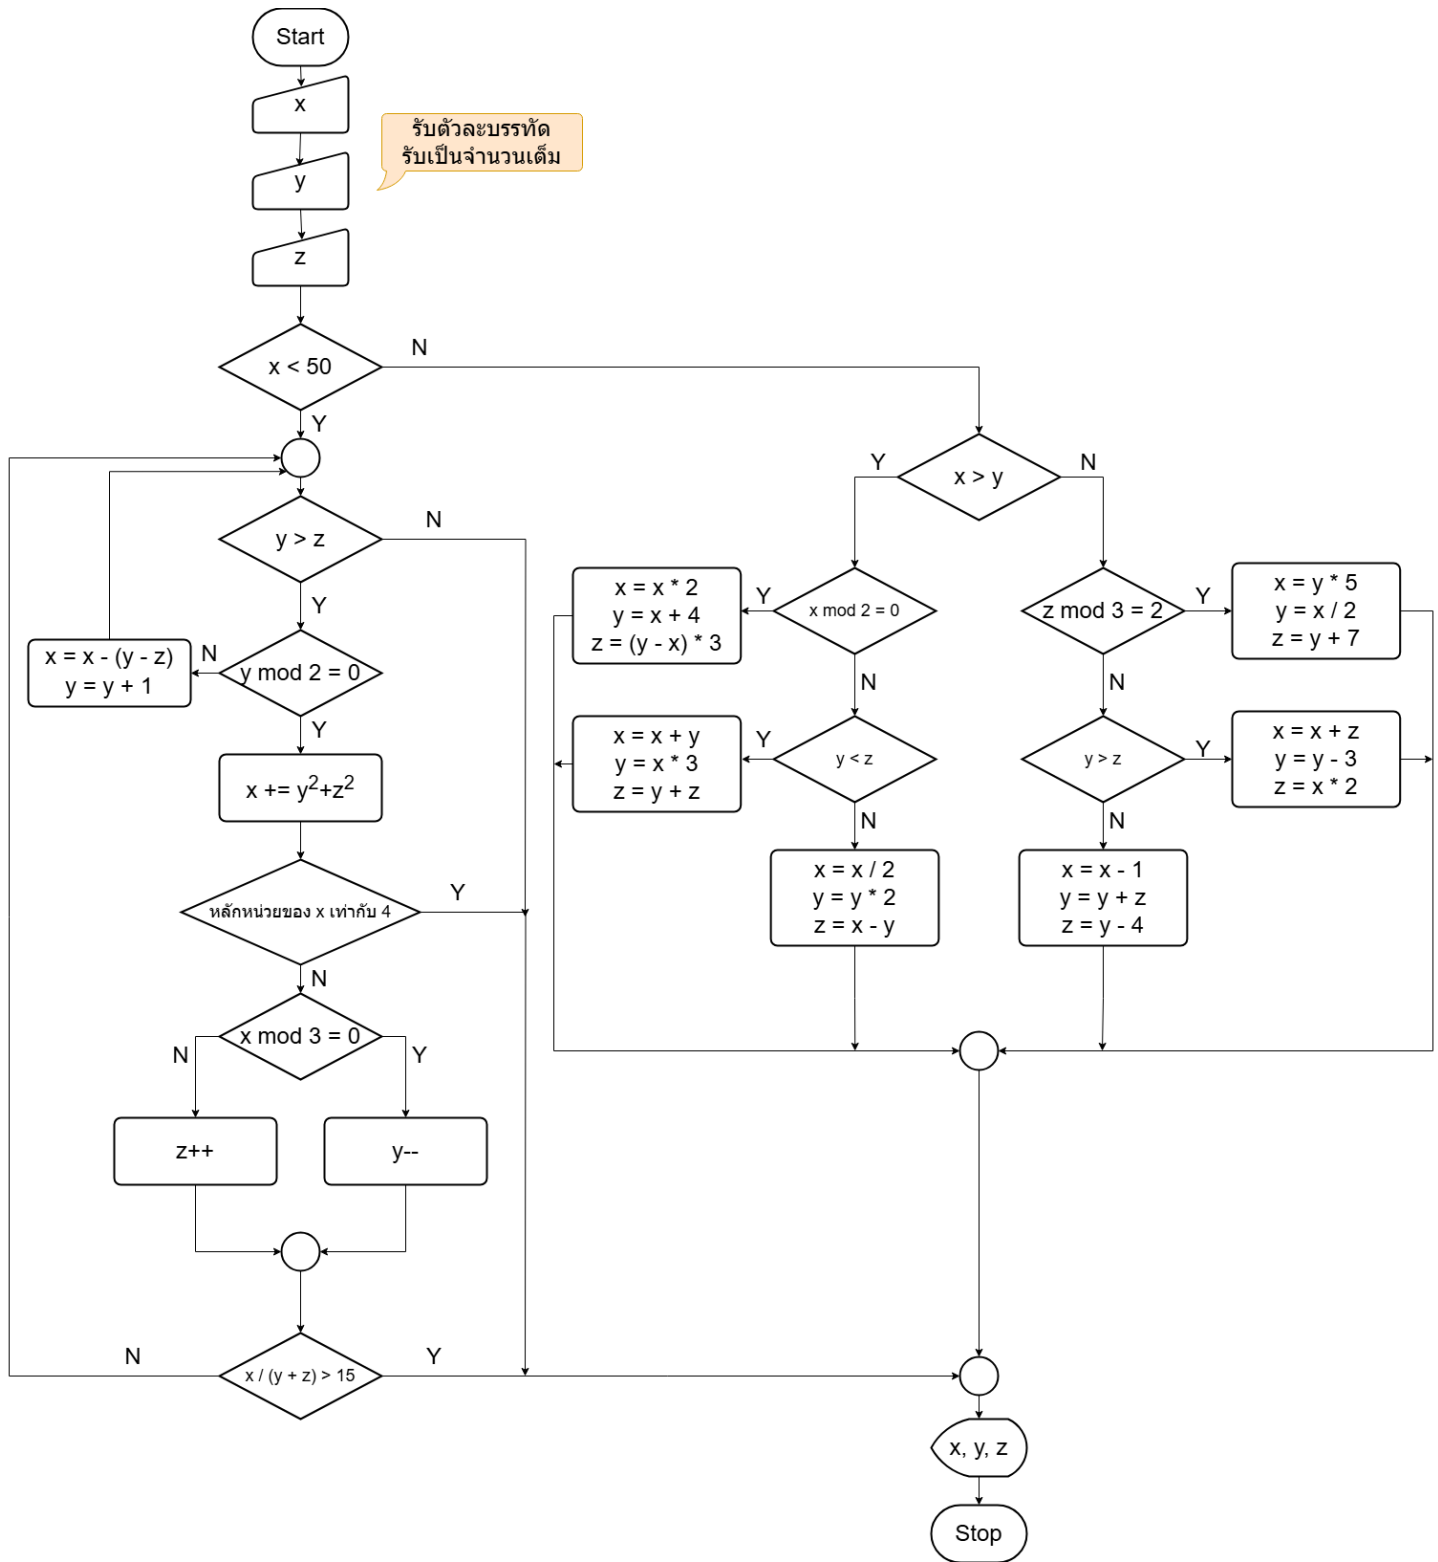 Start
x
รับตัวละบรรทัด
รับเป็นจำนวนเต็ม
y
z
x < 50
N
Y
y > z
N
Y
y mod 2 = 0
N
x = x - (y - z)
y = y + 1
Y
x += y²+z²
หลักหน่วยของ x เท่ากับ 4
Y
N
x mod 3 = 0
N
Y
z++
y--
x / (y + z) > 15
N
Y
x > y
Y
N
x mod 2 = 0
Y
x = x * 2
y = x + 4
z = (y - x) * 3
N
y < z
Y
x = x + y
y = x * 3
z = y + z
N
x = x / 2
y = y * 2
z = x - y
z mod 3 = 2
Y
x = y * 5
y = x / 2
z = y + 7
N
y > z
Y
x = x + z
y = y - 3
z = x * 2
N
x = x - 1
y = y + z
z = y - 4
x, y, z
Stop